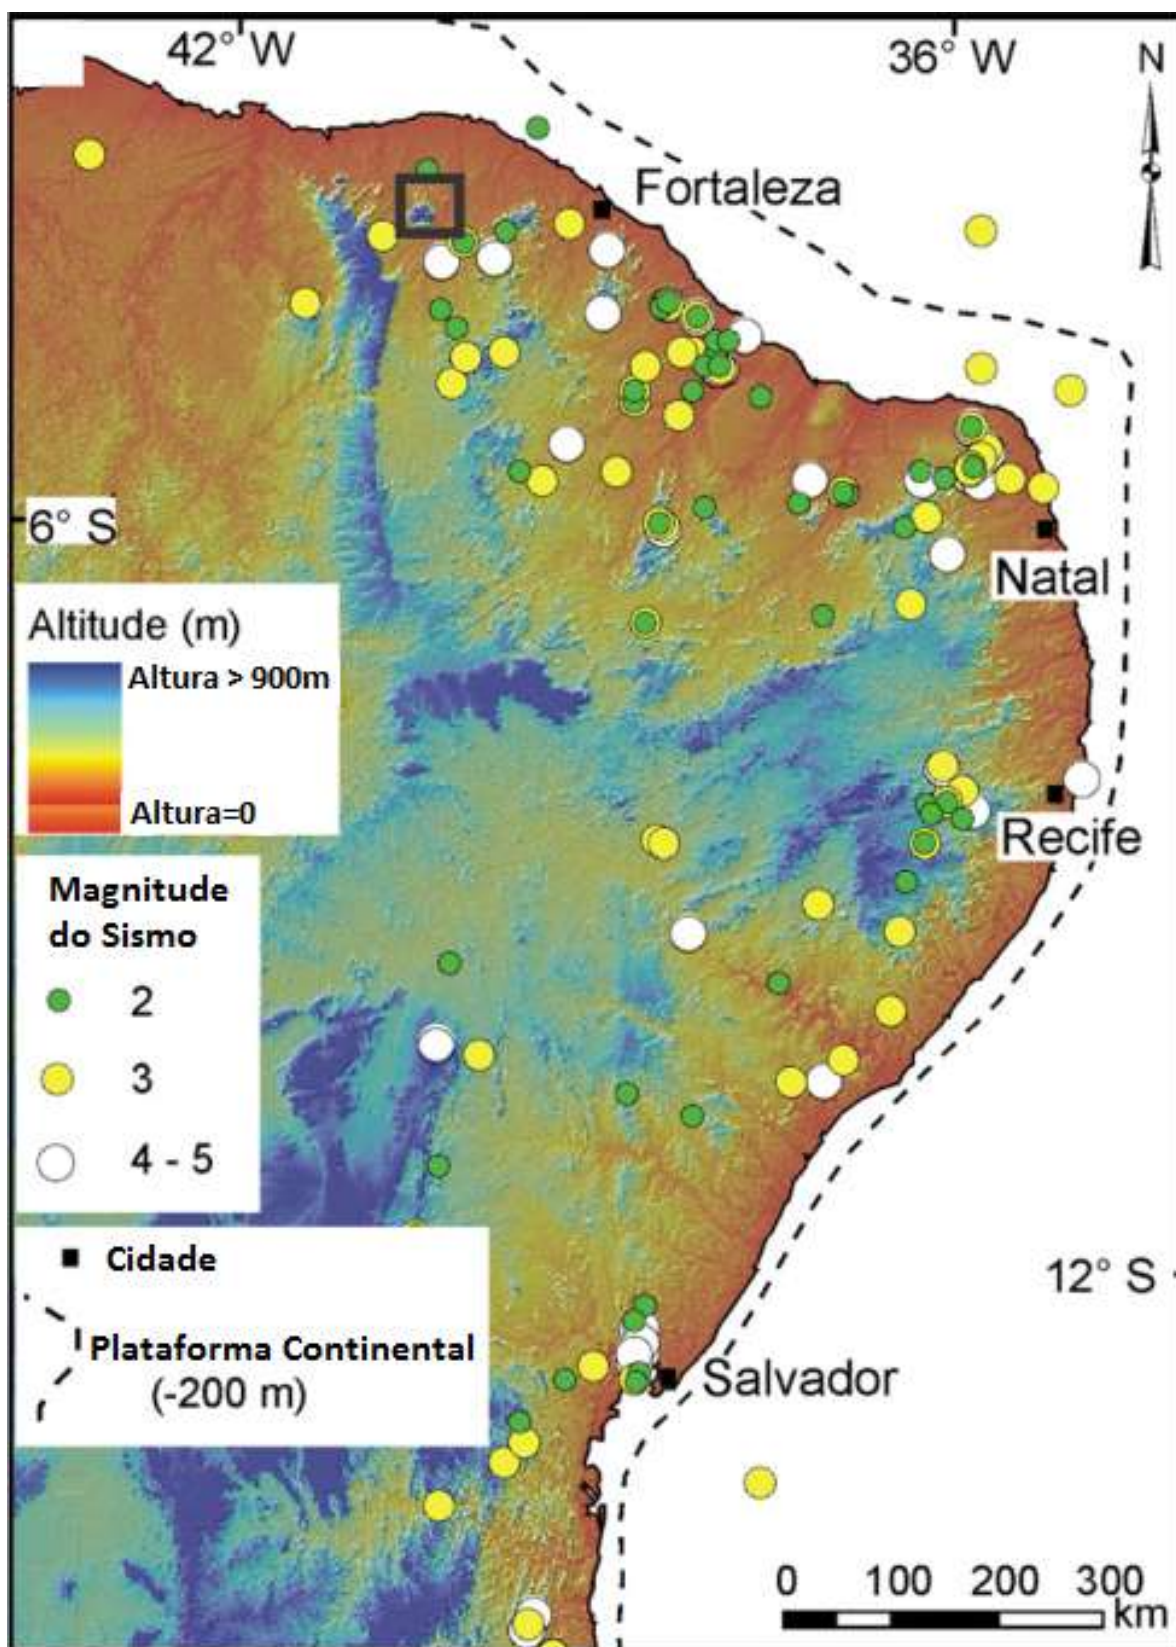 42° W
36° W
N
Fortaleza
6° S
Natal
Altitude (m)
Altura > 900m
Altura=0
Recife
Magnitude
do Sismo
2
3
4 - 5
Cidade
12° S
Plataforma Continental
(-200 m)
Salvador
0 100 200 300
km